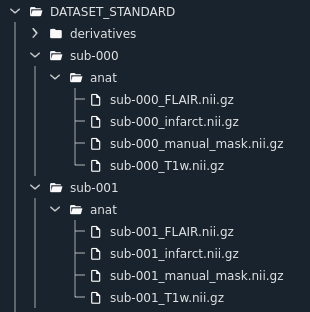 DATASET_STANDARD
derivatives
sub-000
anat
sub-000_FLAIR.nii.gz
sub-000_infarct.nii.gz
sub-000_manual_mask.nii.gz
sub-000_T1w.nii.gz
sub-001
anat
sub-001_FLAIR.nii.gz
sub-001_infarct.nii.gz
sub-001_manual_mask.nii.gz
sub-001_T1w.nii.gz